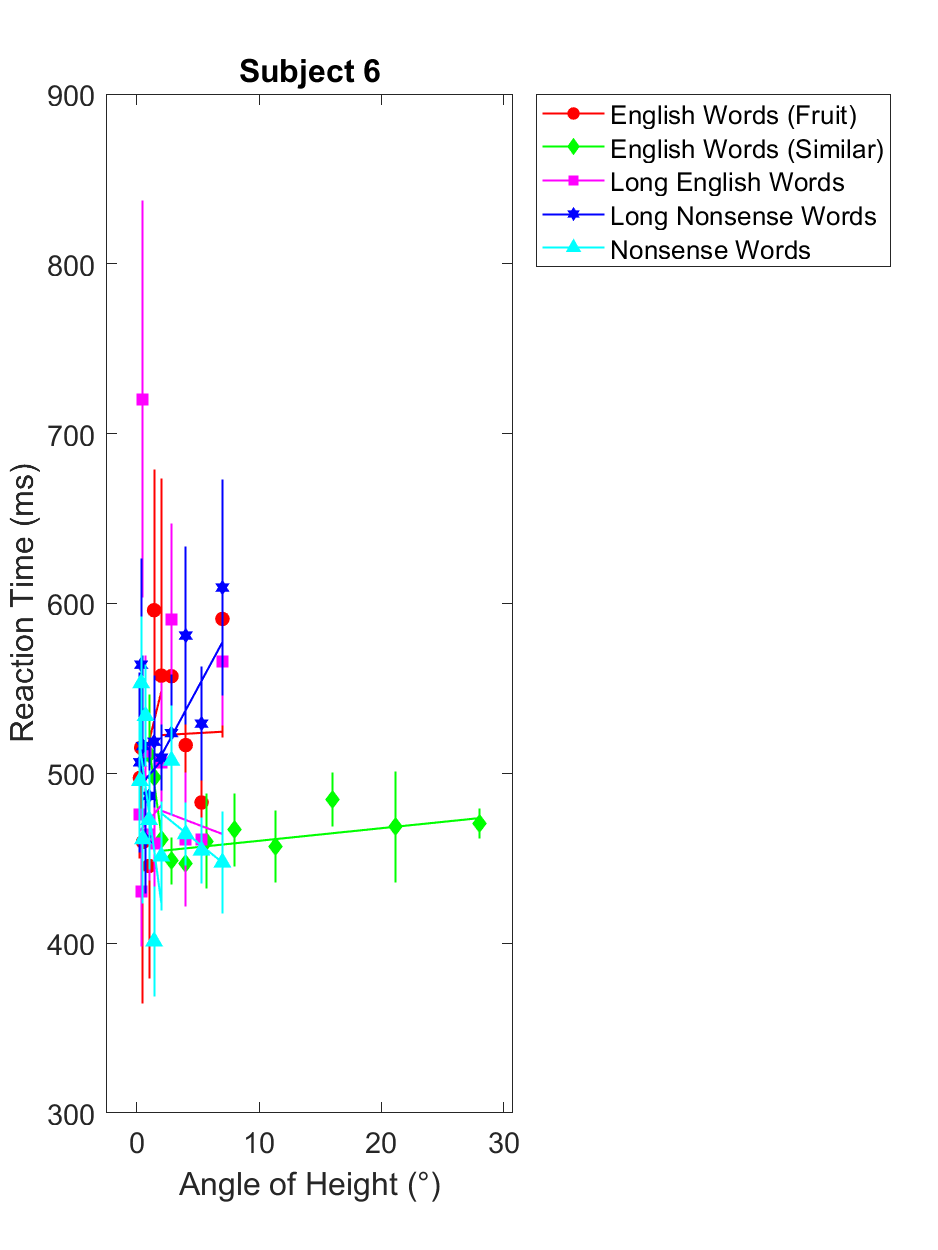 Subject 6
900
800
700
600
500
400
300
0 10 20 30
Reaction Time (ms)
Angle of Height (°)
English Words (Fruit)
English Words (Similar)
Long English Words
Long Nonsense Words
Nonsense Words